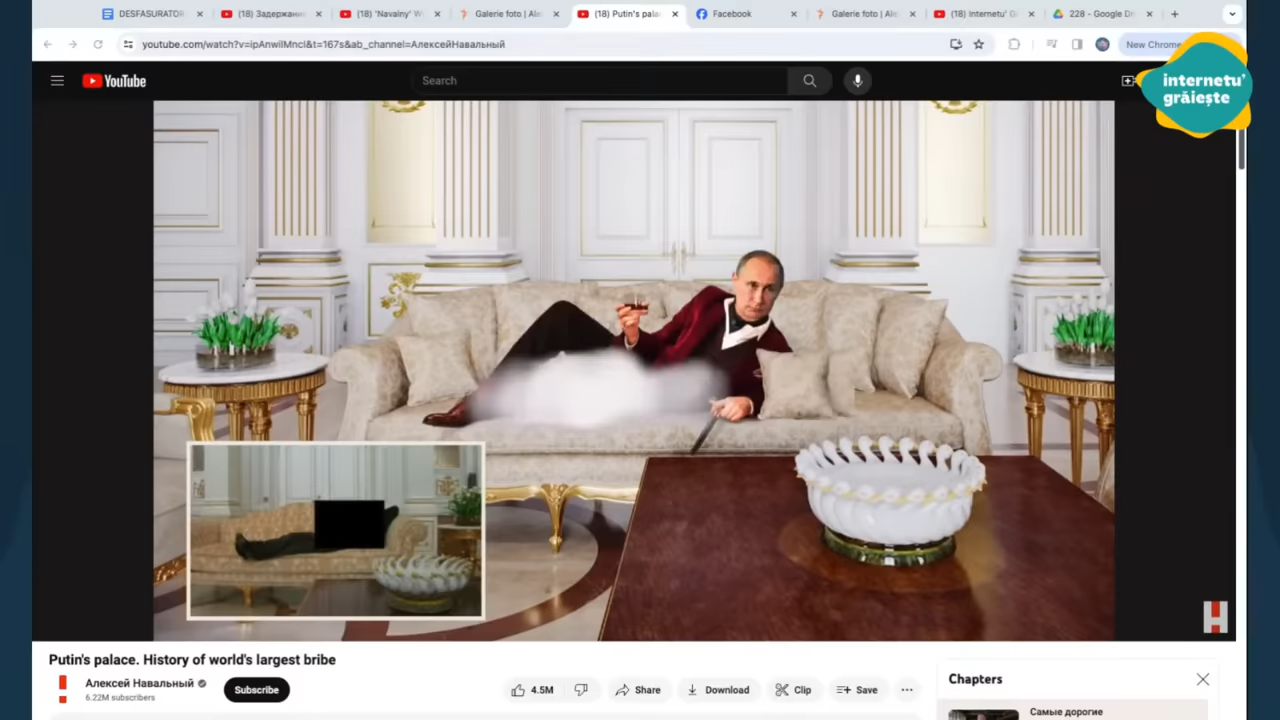 DESFASURATOR
(18) Задержани
(18) 'Navalny' W
Galerie foto | Ale
(18) Putin's pala
Facebook
Galerie foto | Ale
(18) Internetu' G
228 - Google Dr
youtube.com/watch?v=ipAnwilMncI&t=167s&ab_channel=АлексейНавальный
New Chrome
YouTube
Search
internetu'
grăiește
Putin's palace. History of world's largest bribe
Алексей Навальный
6.22M subscribers
Subscribe
4.5M
Share
Download
Clip
Save
Chapters
Самые дорогие